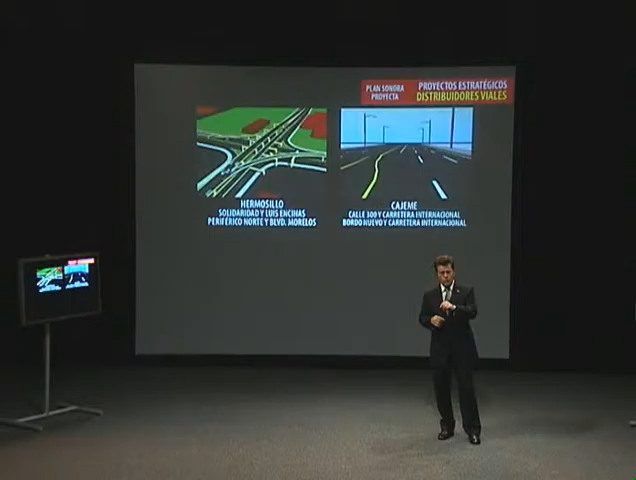 PLAN SONORA
PROYECTA
PROYECTOS ESTRATÉGICOS
DISTRIBUIDORES VIALES
HERMOSILLO
SOLIDARIDAD Y LUIS ENCINAS
PERIFERICO NORTE Y BLVD. MORELOS
CAJEME
CALLE 300 Y CARRETERA INTERNACIONAL
BORDO NUEVO Y CARRETERA INTERNACIONAL